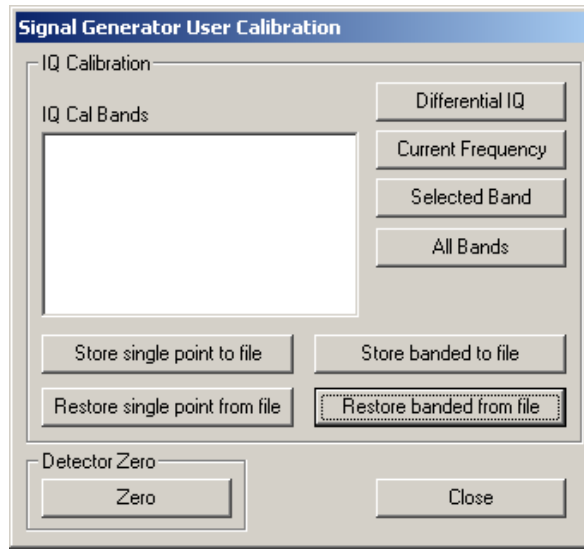 Signal Generator User Calibration
IQ Calibration
IQ Cal Bands
Differential IQ
Current Frequency
Selected Band
All Bands
Store single point to file
Store banded to file
Restore single point from file
Restore banded from file
Detector Zero
Zero
Close